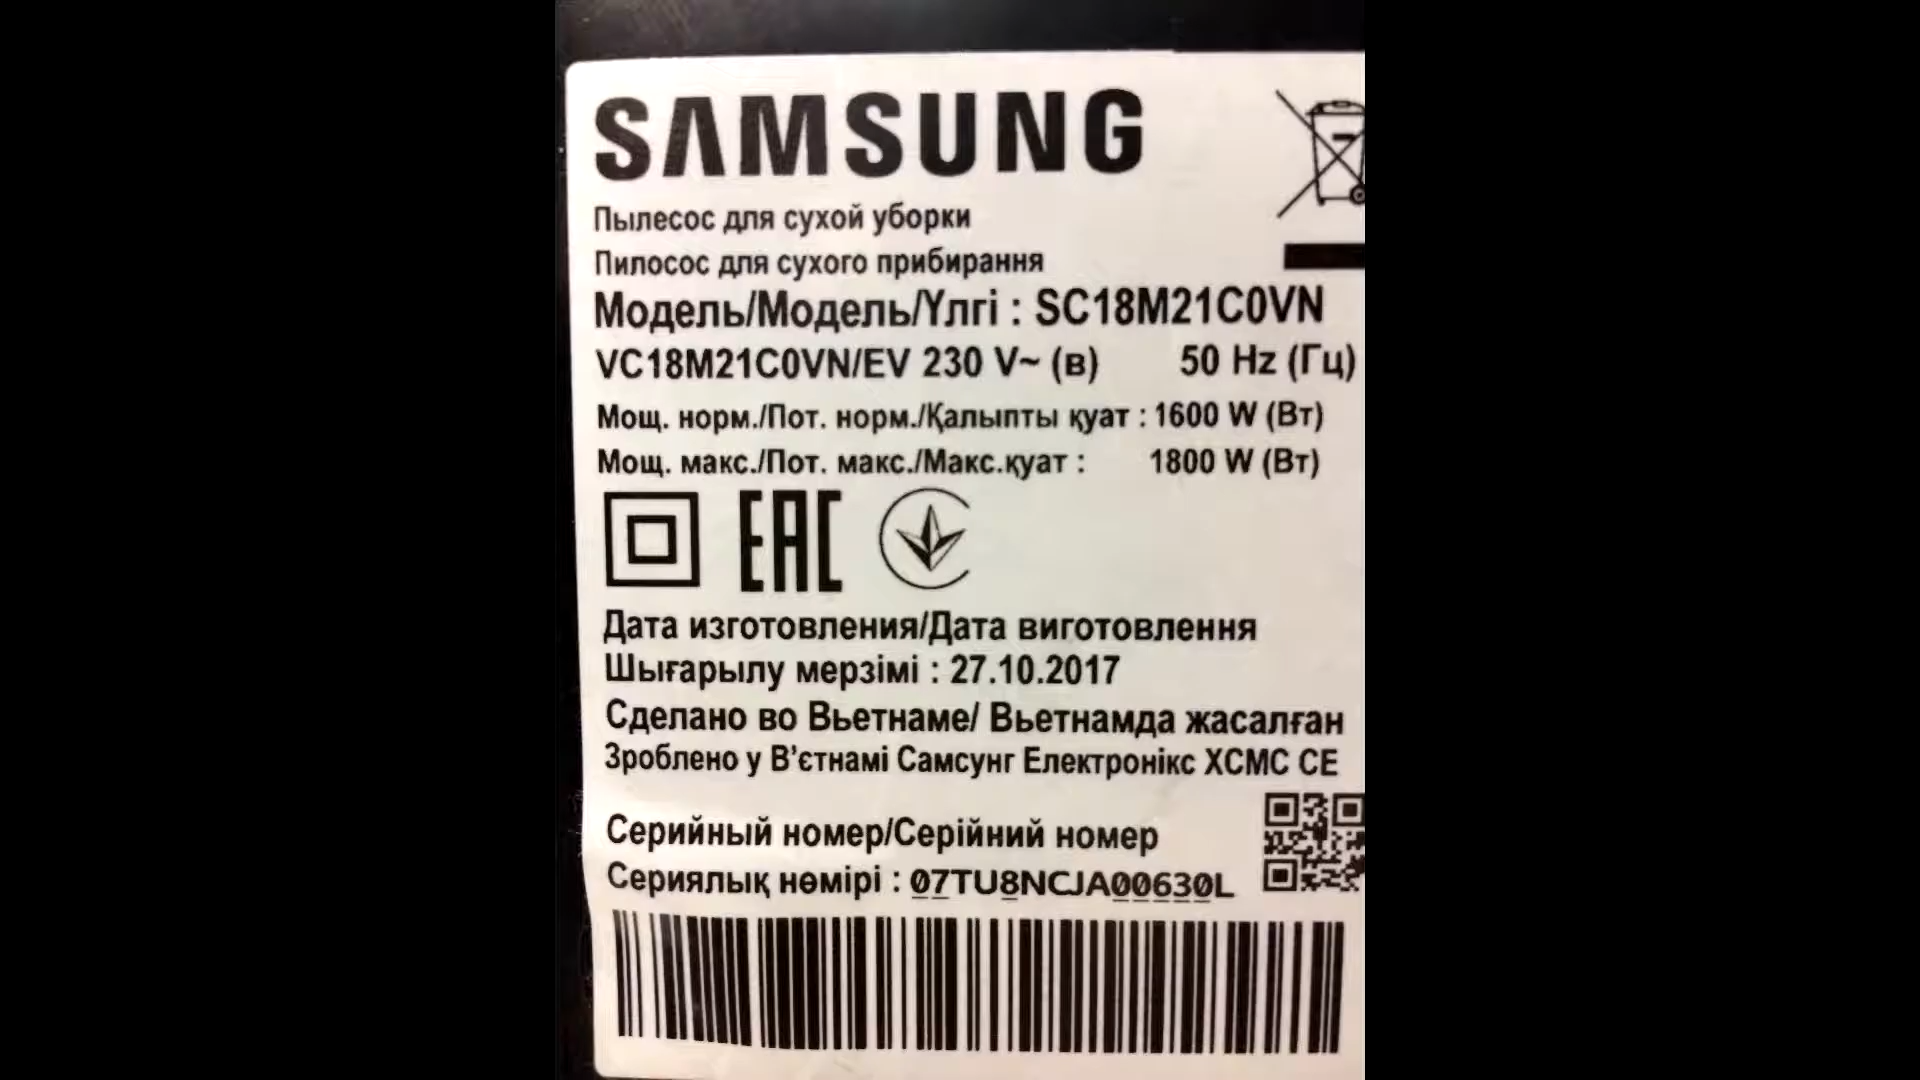 SAMSUNG
Пылесос для сухой уборки
Пилосос для сухого прибирання
Модель/Модель/Үлгі : SC18M21C0VN
VC18M21C0VN/EV 230 V~ (в) 50 Hz (Гц)
Мощ. норм./Пот. норм./Қалыпты қуат : 1600 W (Вт)
Мощ. макс./Пот. макс./Макс.қуат : 1800 W (Вт)
EAC
Дата изготовления/Дата виготовлення
Шығарылу мерзімі : 27.10.2017
Сделано во Вьетнаме/ Вьетнамда жасалған
Зроблено у В'єтнамі Самсунг Електронікс ХСМС СЕ
Серийный номер/Серійний номер
Сериялық нөмірі : 07TU8NCJA00630L